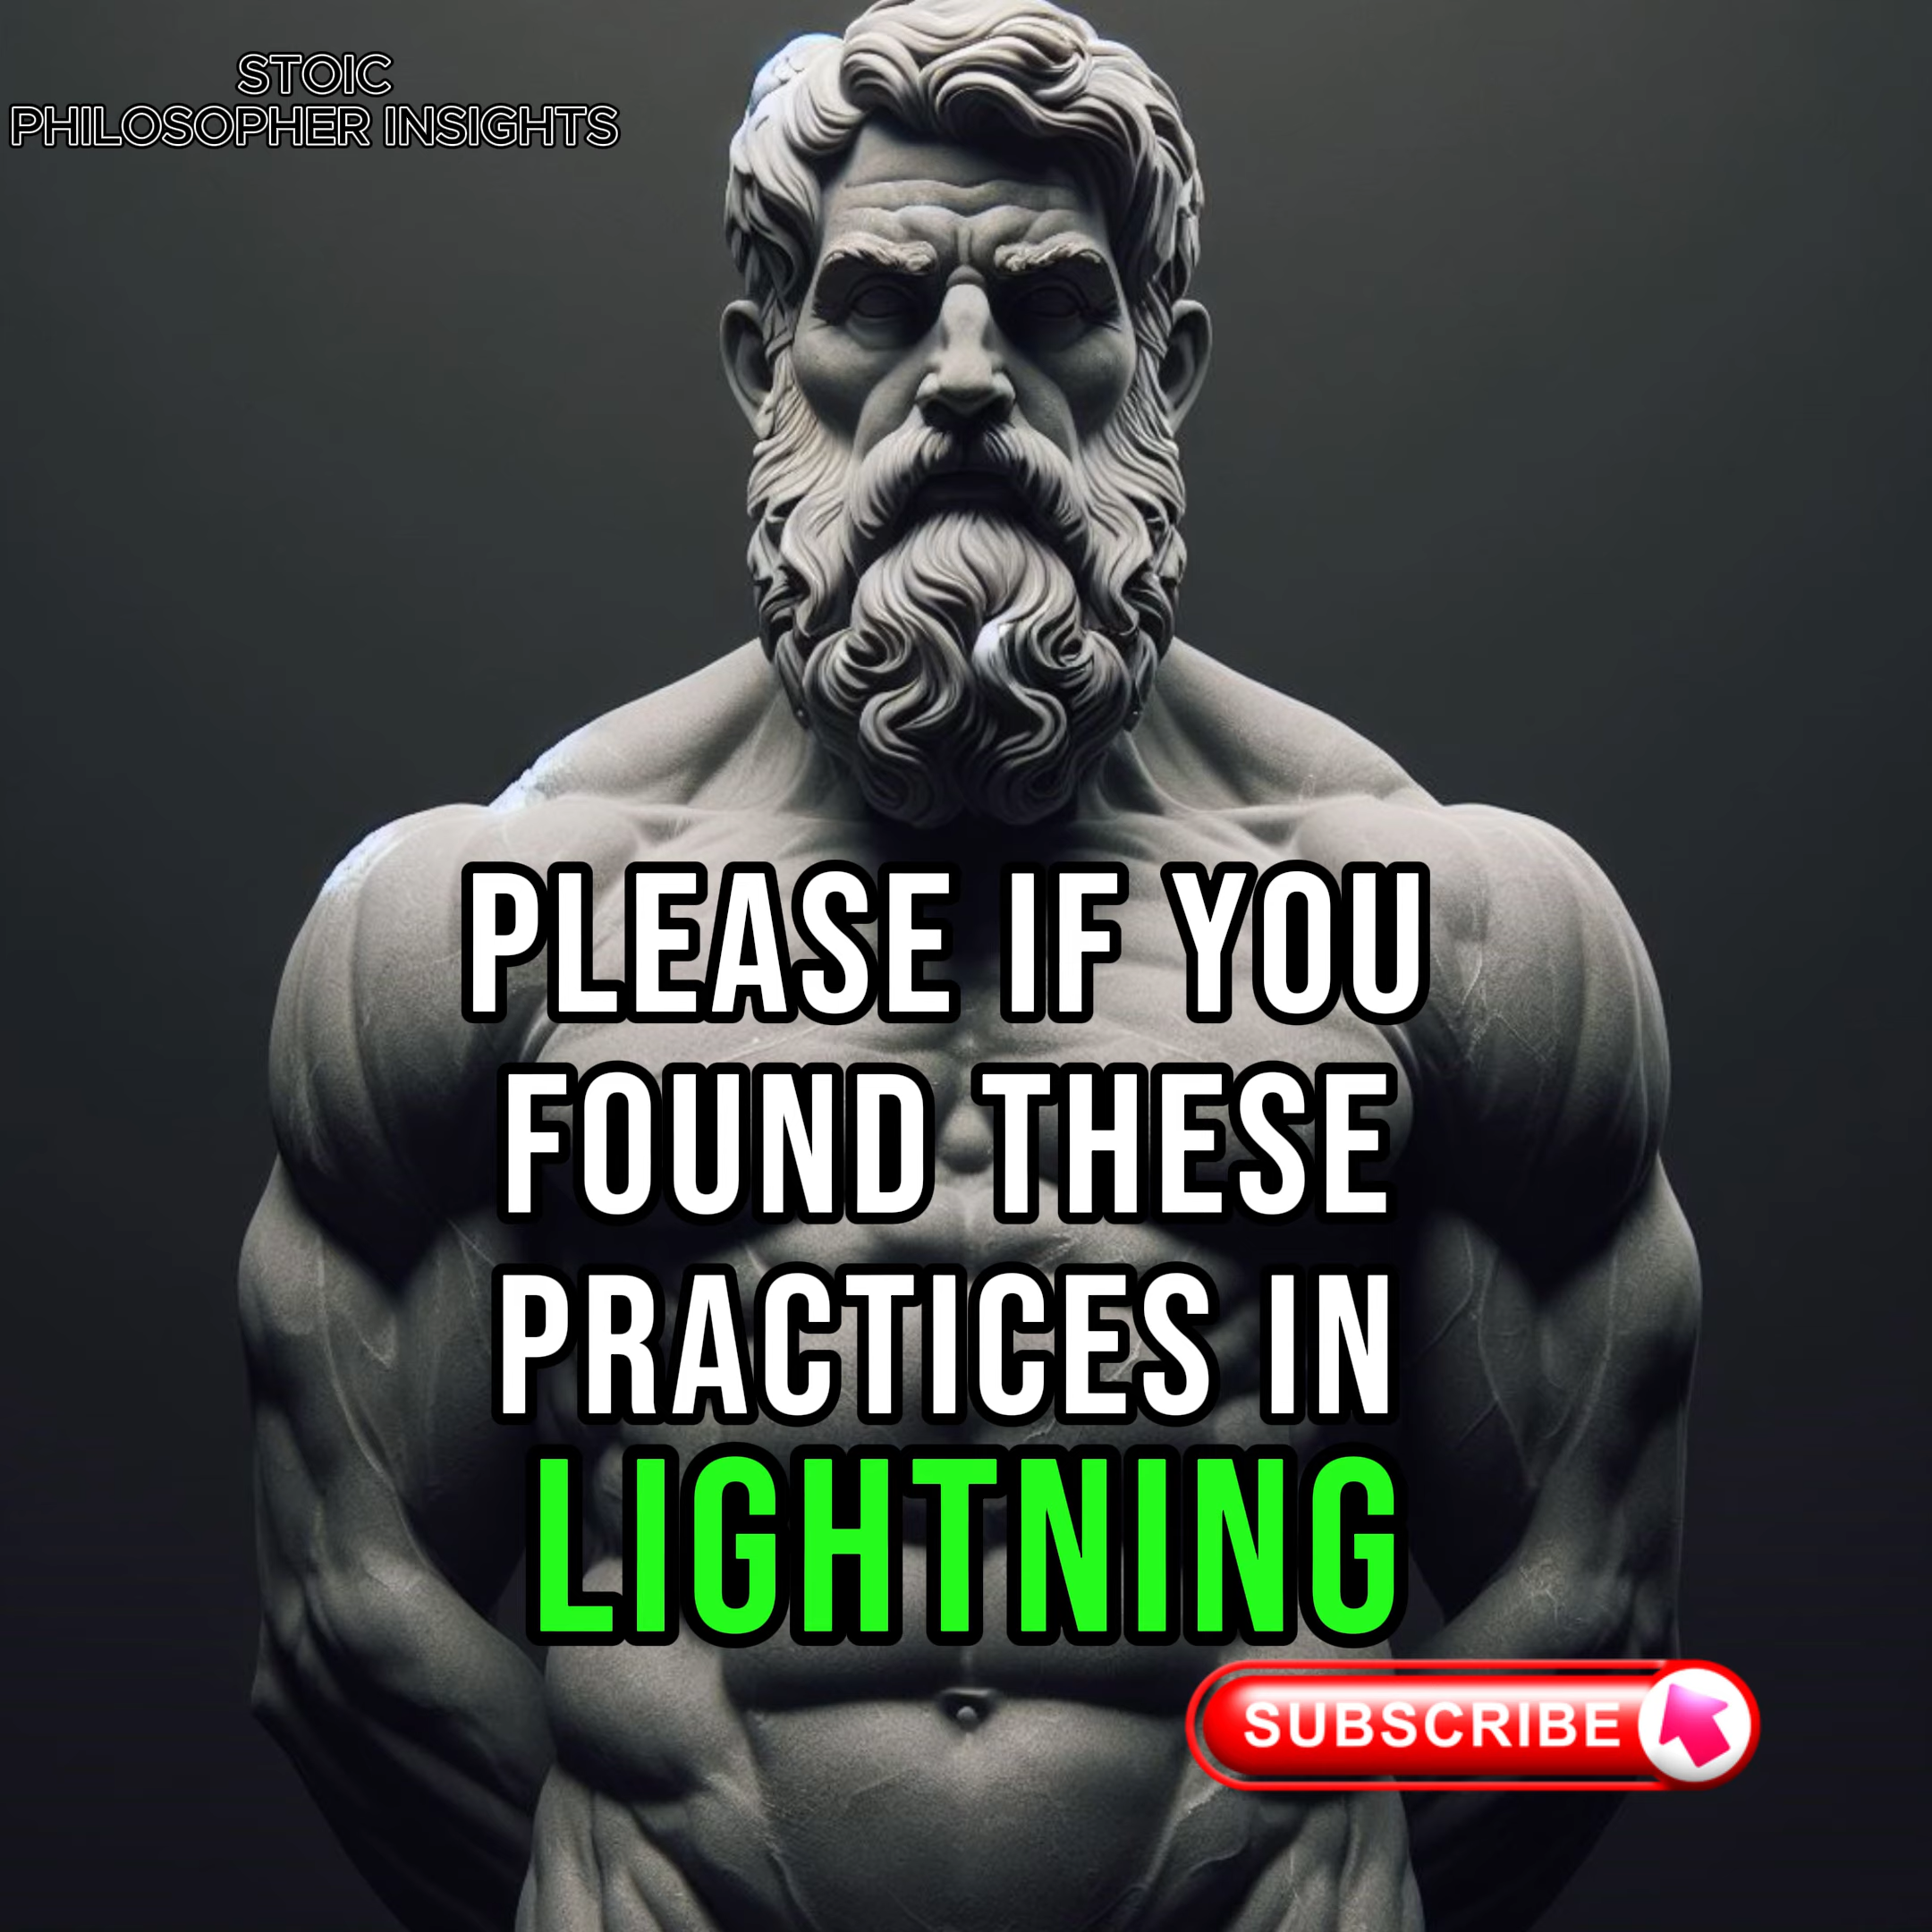 STOIC
PHILOSOPHER INSIGHTS
PLEASE IF YOU
FOUND THESE
PRACTICES IN
LIGHTNING
SUBSCRIBE